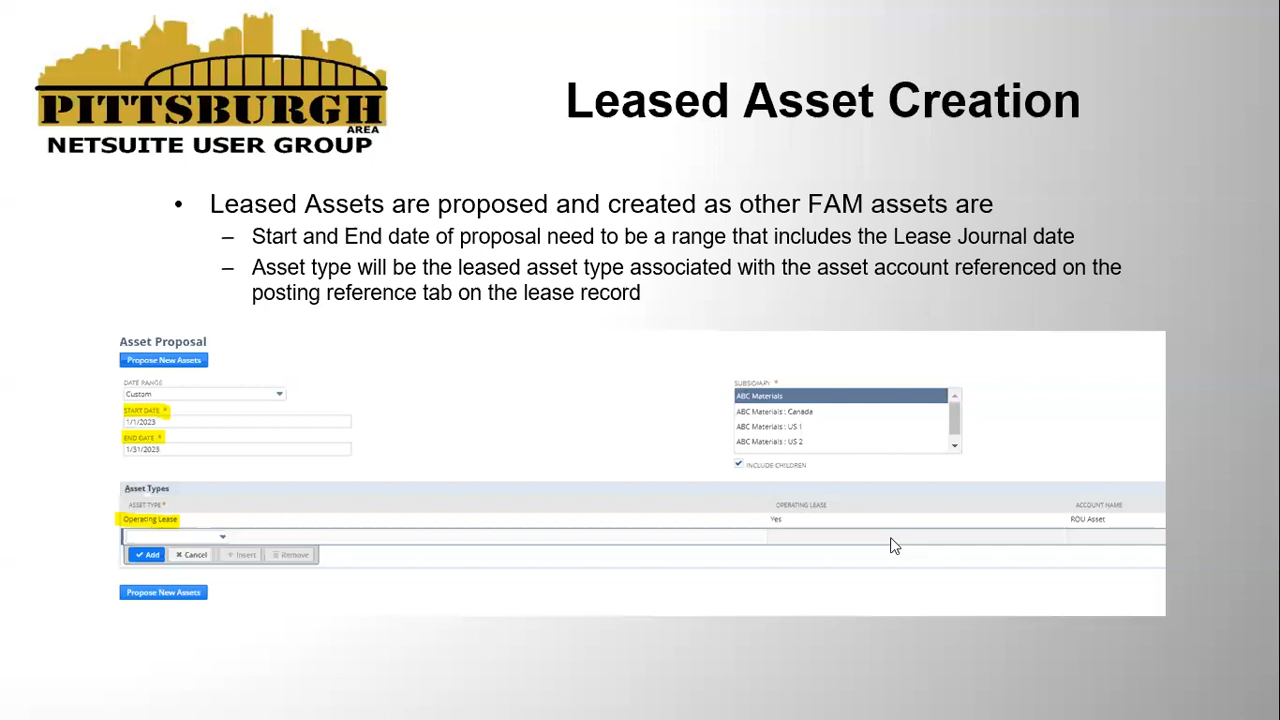 PITTSBURGH
AREA
NETSUITE USER GROUP
Leased Asset Creation
• Leased Assets are proposed and created as other FAM assets are
– Start and End date of proposal need to be a range that includes the Lease Journal date
– Asset type will be the leased asset type associated with the asset account referenced on the
posting reference tab on the lease record
Asset Proposal
Propose New Assets
DATE RANGE
Custom
START DATE *
1/1/2023
END DATE *
1/31/2023
SUBSIDIARY *
ABC Materials
ABC Materials : Canada
ABC Materials : US 1
ABC Materials : US 2
INCLUDE CHILDREN
Asset Types
ASSET TYPE * OPERATING LEASE ACCOUNT NAME
Operating Lease Yes ROU Asset
Add Cancel + Insert Remove
Propose New Assets